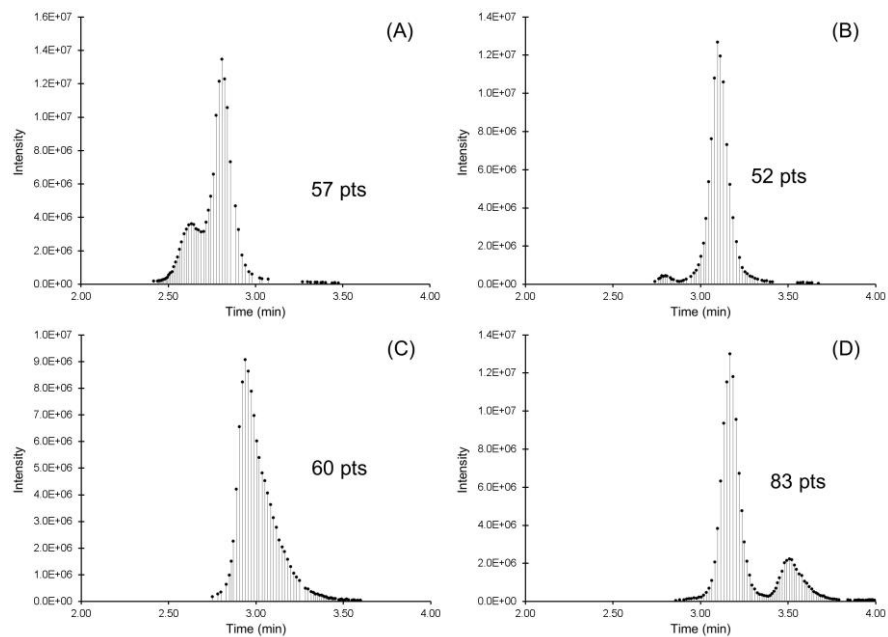 (A)
1.6E+07
1.4E+07
1.2E+07
1.0E+07
8.0E+06
6.0E+06
4.0E+06
2.0E+06
0.0E+00
Intensity
57 pts
2.00 2.50 3.00 3.50 4.00
Time (min)
(B)
1.4E+07
1.2E+07
1.0E+07
8.0E+06
6.0E+06
4.0E+06
2.0E+06
0.0E+00
Intensity
52 pts
2.00 2.50 3.00 3.50 4.00
Time (min)
(C)
1.0E+07
9.0E+06
8.0E+06
7.0E+06
6.0E+06
5.0E+06
4.0E+06
3.0E+06
2.0E+06
1.0E+06
0.0E+00
Intensity
60 pts
2.00 2.50 3.00 3.50 4.00
Time (min)
(D)
1.4E+07
1.2E+07
1.0E+07
8.0E+06
6.0E+06
4.0E+06
2.0E+06
0.0E+00
Intensity
83 pts
2.00 2.50 3.00 3.50 4.00
Time (min)